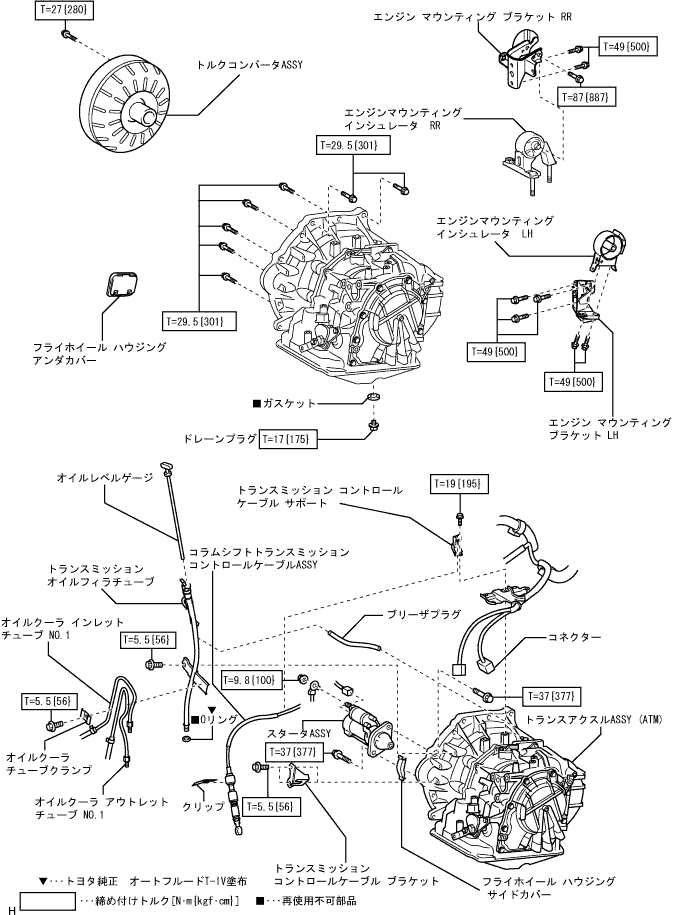 T=27{280}
トルクコンバータASSY
エンジン マウンティング ブラケット RR
T=49{500}
T=87{887}
エンジンマウンティング
インシュレータ RR
T=29.5{301}
エンジンマウンティング
インシュレータ LH
T=29.5{301}
フライホイール ハウジング
アンダカバー
T=49{500}
T=49{500}
■ガスケット
エンジン マウンティング
ブラケット LH
ドレーンプラグ T=17{175}
オイルレベルゲージ
トランスミッション コントロール
ケーブル サポート
T=19{195}
コラムシフトトランスミッション
コントロールケーブルASSY
トランスミッション
オイルフィラチューブ
オイルクーラ インレット
チューブ NO.1
T=5.5{56}
ブリーザプラグ
コネクター
T=9.8{100}
T=5.5{56}
T=37{377}
▼
■Oリング
スタータASSY
トランスアクスルASSY (ATM)
T=37{377}
オイルクーラ
チューブクランプ
クリップ
T=5.5{56}
オイルクーラ アウトレット
チューブ NO.1
トランスミッション
コントロールケーブル ブラケット
フライホイール ハウジング
サイドカバー
▼･･･トヨタ純正 オートフルードT-IV塗布
･･･締め付けトルク[N･m{kgf･cm}] ■･･･再使用不可部品
H